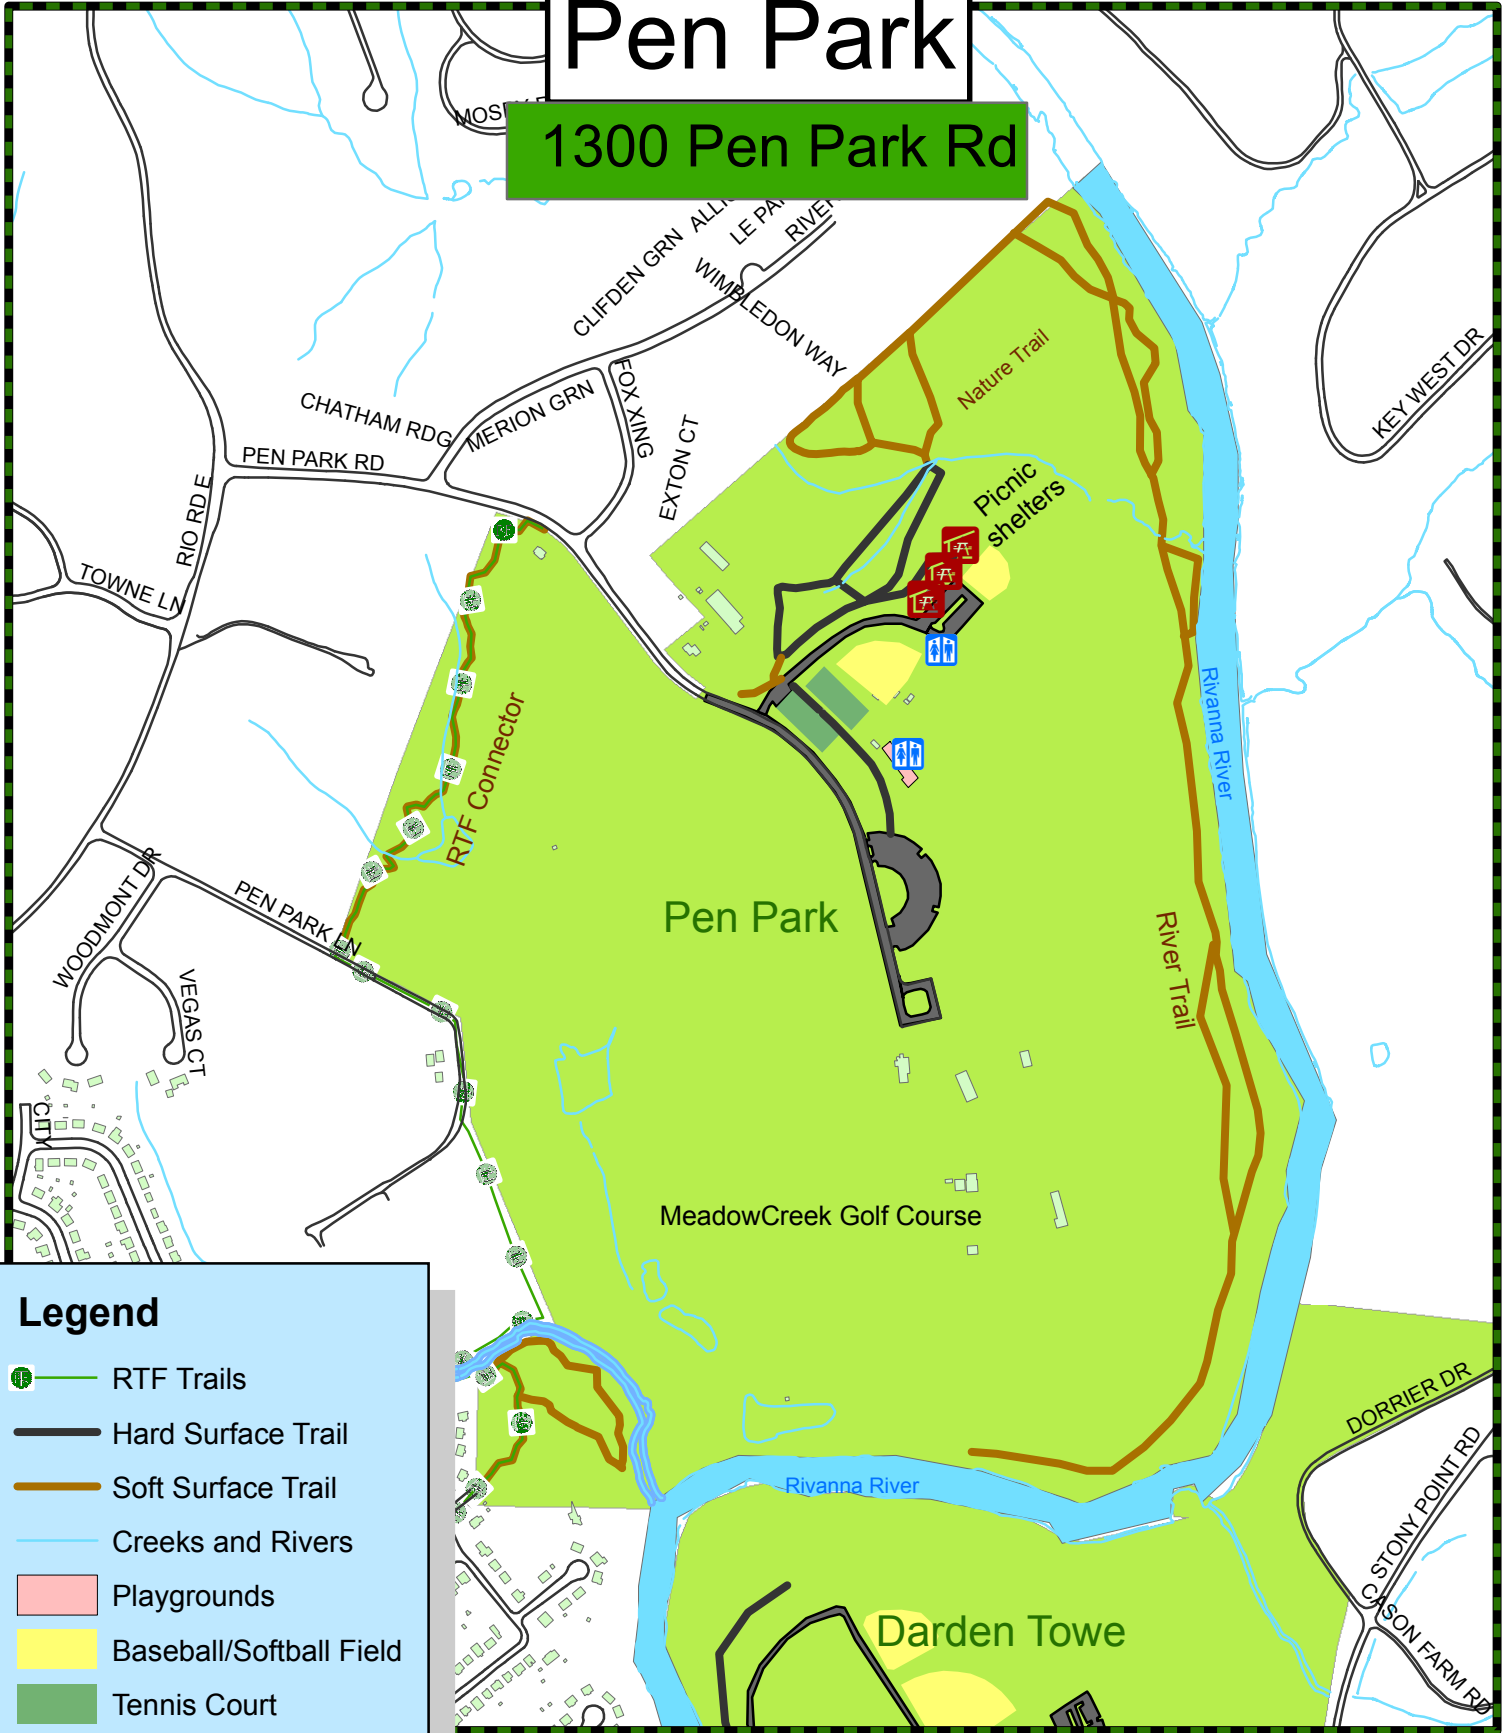 Pen Park
1300 Pen Park Rd
CLIFDEN GRN
WIMBLEDON WAY
FOX XING
CHATHAM RDG
MERION GRN
EXTON CT
PEN PARK RD
RIO RD E
TOWNE LN
KEY WEST DR
Nature Trail
Picnic
shelters
RTF Connector
Rivanna River
WOODMONT DR
PEN PARK LN
VEGAS CT
CITY
Pen Park
River Trail
MeadowCreek Golf Course
Rivanna River
DORRIER DR
STONY POINT RD
CASON FARM RD
Darden Towe
Legend
RTF Trails
Hard Surface Trail
Soft Surface Trail
Creeks and Rivers
Playgrounds
Baseball/Softball Field
Tennis Court